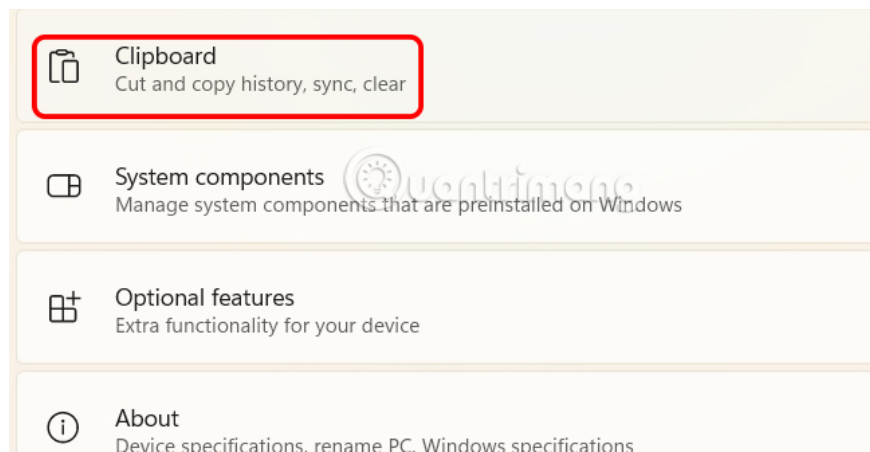 Clipboard
Cut and copy history, sync, clear
System components
Manage system components that are preinstalled on Windows
Quantrimang
Optional features
Extra functionality for your device
About
Device specifications, rename PC, Windows specifications